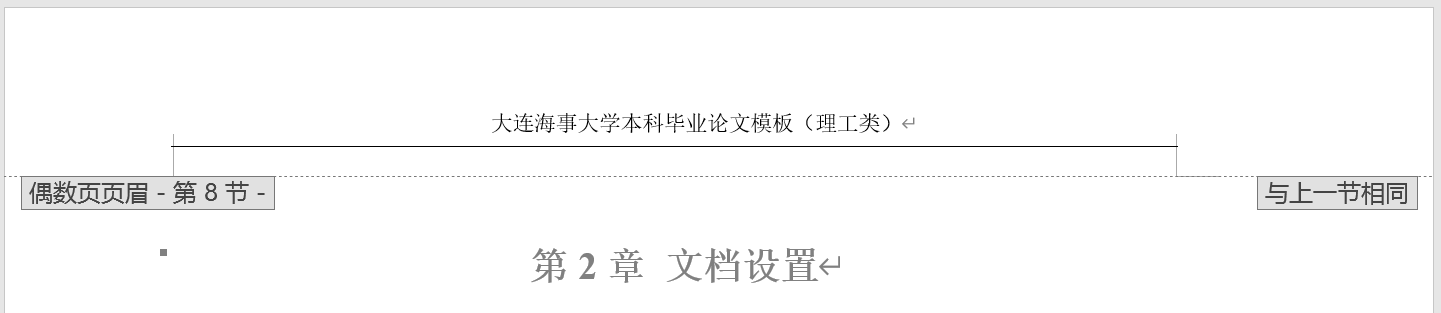 大连海事大学本科毕业论文模板（理工类）↵
偶数页页眉 - 第 8 节 -
与上一节相同
第 2 章 文档设置↵